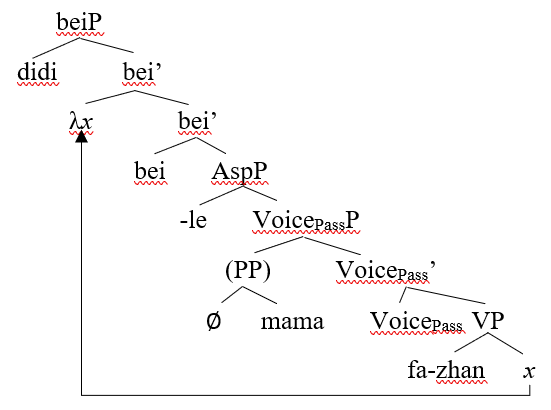 beiP
didi bei’
λx bei’
bei AspP
-le VoicePassP
(PP) VoicePass’
Ø mama VoicePass VP
fa-zhan x